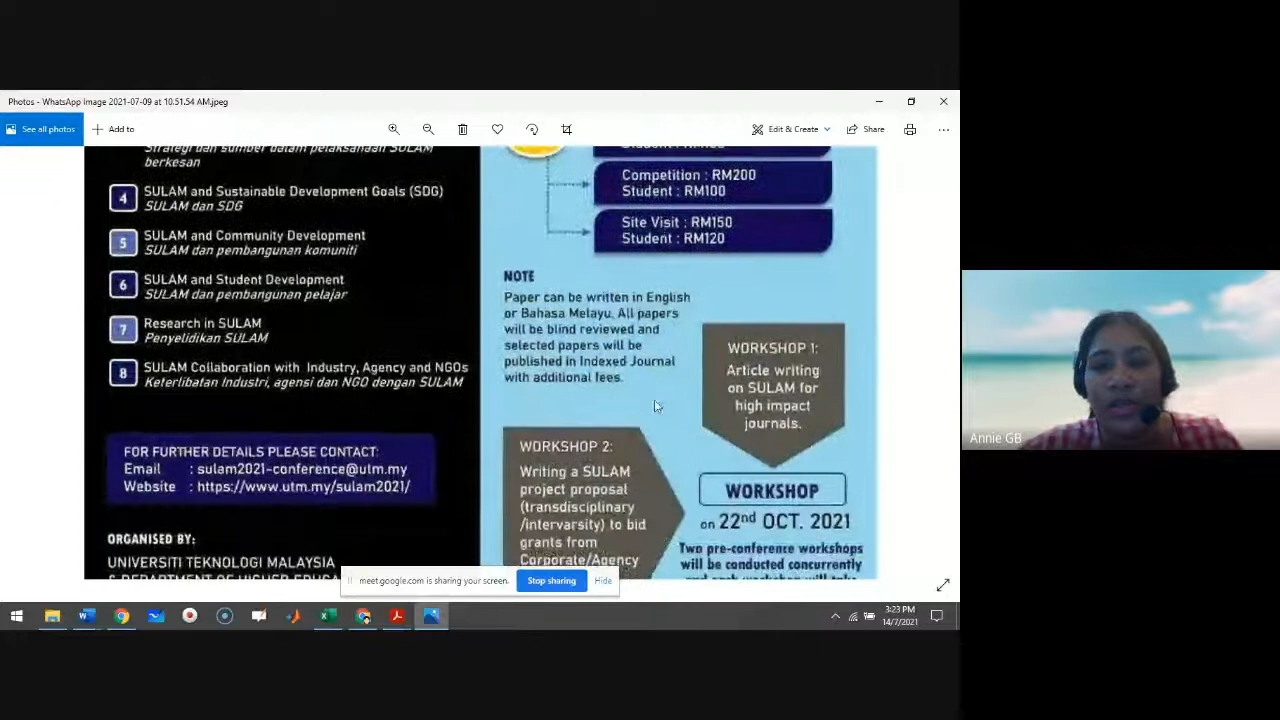 Photos - WhatsApp Image 2021-07-09 at 10.51.54 AM.jpeg
See all photos
Add to
Edit & Create
Share
Strategi dan sumber dalam pelaksanaan SULAM
berkesan
4
SULAM and Sustainable Development Goals (SDG)
SULAM dan SDG
5
SULAM and Community Development
SULAM dan pembangunan komuniti
6
SULAM and Student Development
SULAM dan pembangunan pelajar
7
Research in SULAM
Penyelidikan SULAM
8
SULAM Collaboration with Industry, Agency and NGOs
Keterlibatan Industri, agensi dan NGO dengan SULAM
FOR FURTHER DETAILS PLEASE CONTACT:
Email : sulam2021-conference@utm.my
Website : https://www.utm.my/sulam2021/
ORGANISED BY:
UNIVERSITI TEKNOLOGI MALAYSIA
Competition : RM200
Student : RM100
Site Visit : RM150
Student : RM120
NOTE
Paper can be written in English
or Bahasa Melayu. All papers
will be blind reviewed and
selected papers will be
published in Indexed Journal
with additional fees.
WORKSHOP 1:
Article writing
on SULAM for
high impact
journals.
WORKSHOP 2:
Writing a SULAM
project proposal
(transdisciplinary
/intervarsity) to bid
grants from
Corporate/Agency
WORKSHOP
on 22nd OCT. 2021
Two pre-conference workshops
will be conducted concurrently
meet.google.com is sharing your screen.
Stop sharing
Hide
3:23 PM
14/7/2021
Annie GB